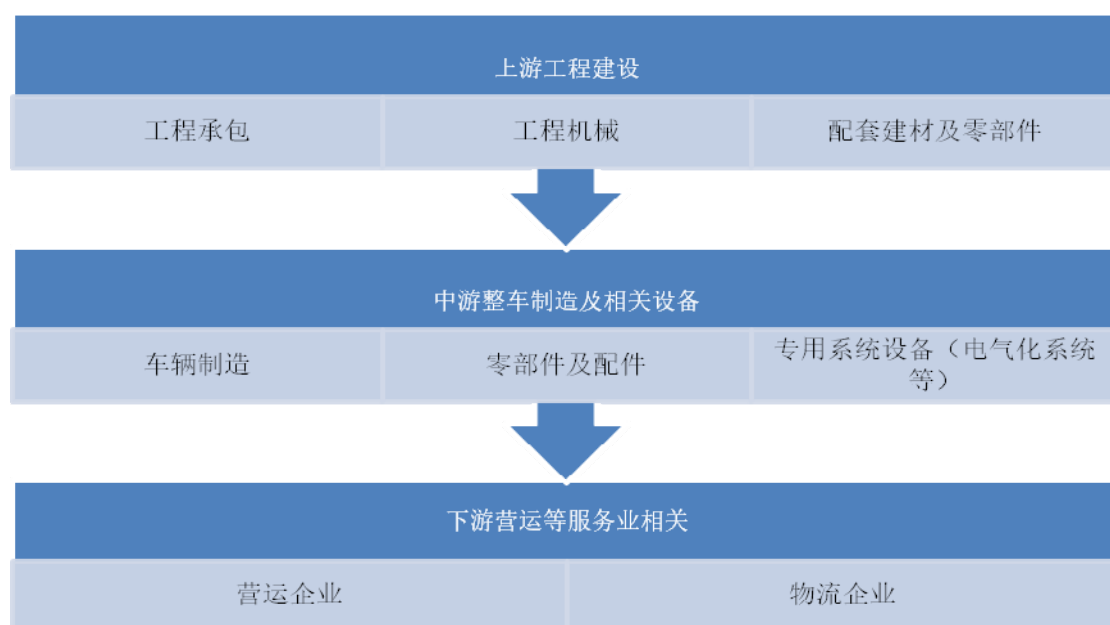 上游工程建设
工程承包
工程机械
配套建材及零部件
中游整车制造及相关设备
车辆制造
零部件及配件
专用系统设备（电气化系统
等）
下游营运等服务业相关
营运企业
物流企业